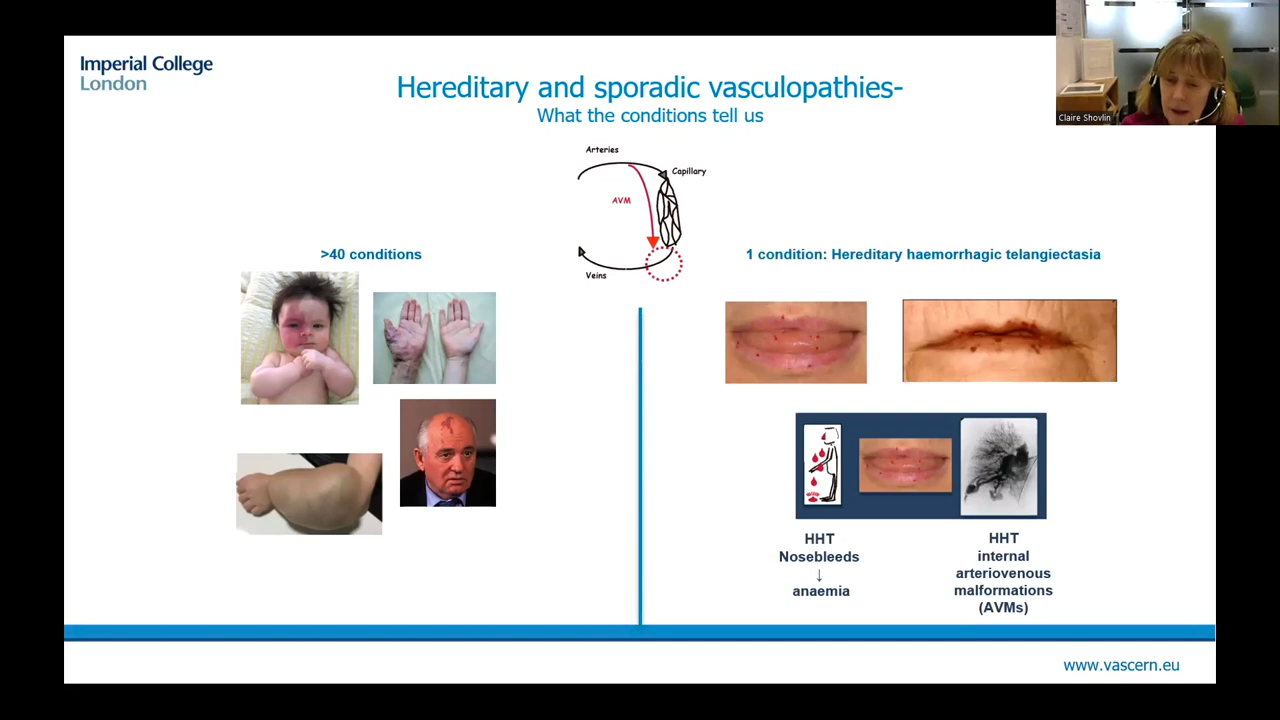 Imperial College
London
Hereditary and sporadic vasculopathies-
What the conditions tell us
Claire Shovlin
Arteries
Capillary
AVM
Veins
>40 conditions
1 condition: Hereditary haemorrhagic telangiectasia
HHT
Nosebleeds
↓
anaemia
HHT
internal
arteriovenous
malformations
(AVMs)
www.vascern.eu